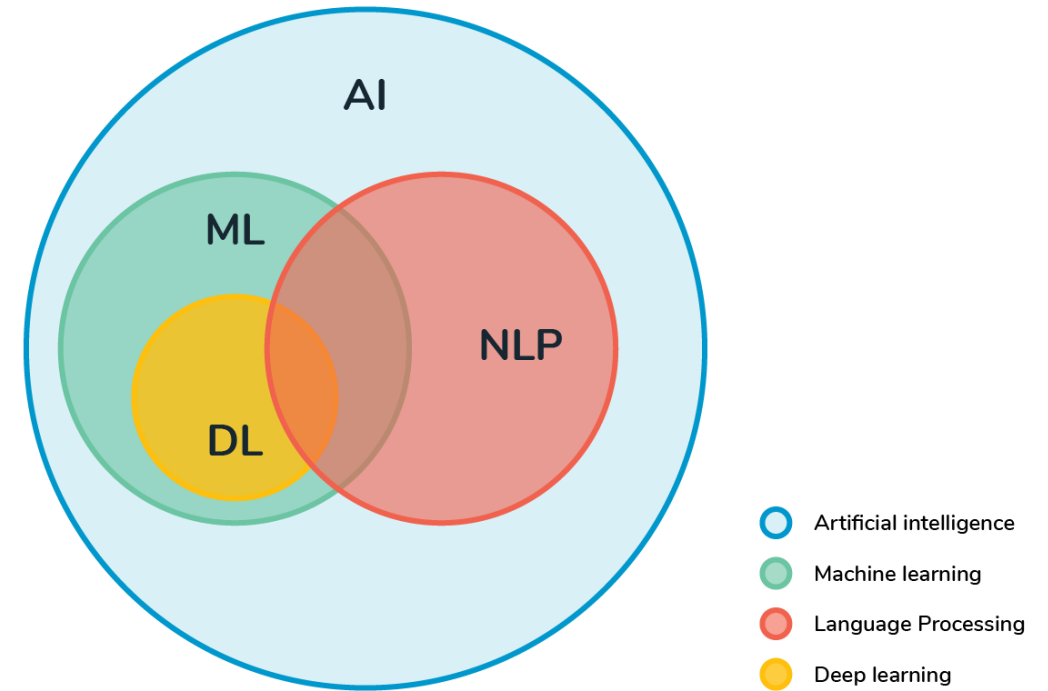 AI
ML
NLP
DL
Artificial intelligence
Machine learning
Language Processing
Deep learning